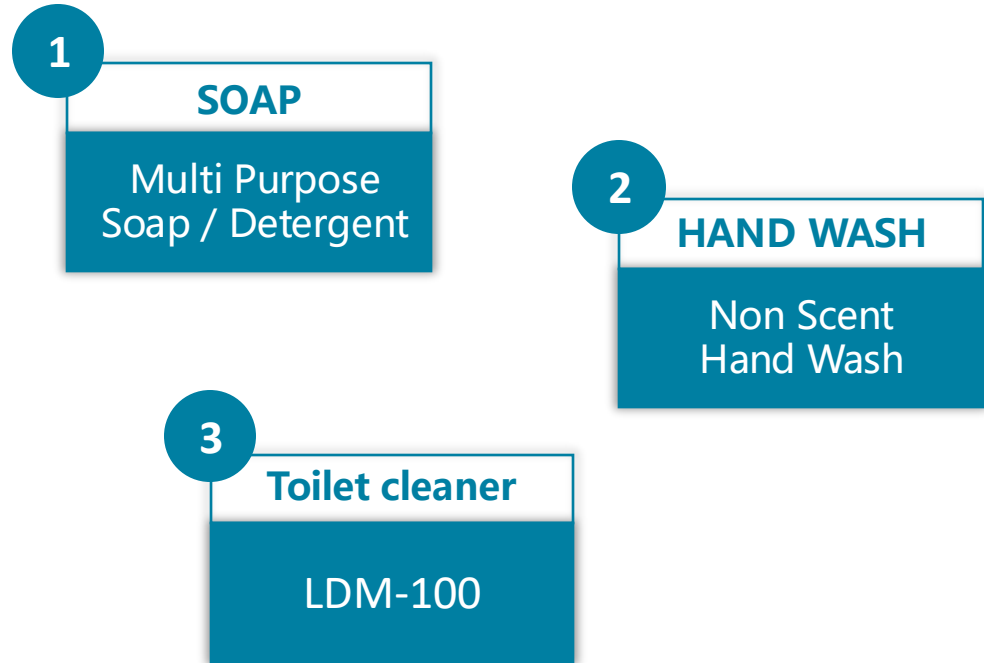 1
SOAP
Multi Purpose
Soap / Detergent
2
HAND WASH
Non Scent
Hand Wash
3
Toilet cleaner
LDM-100